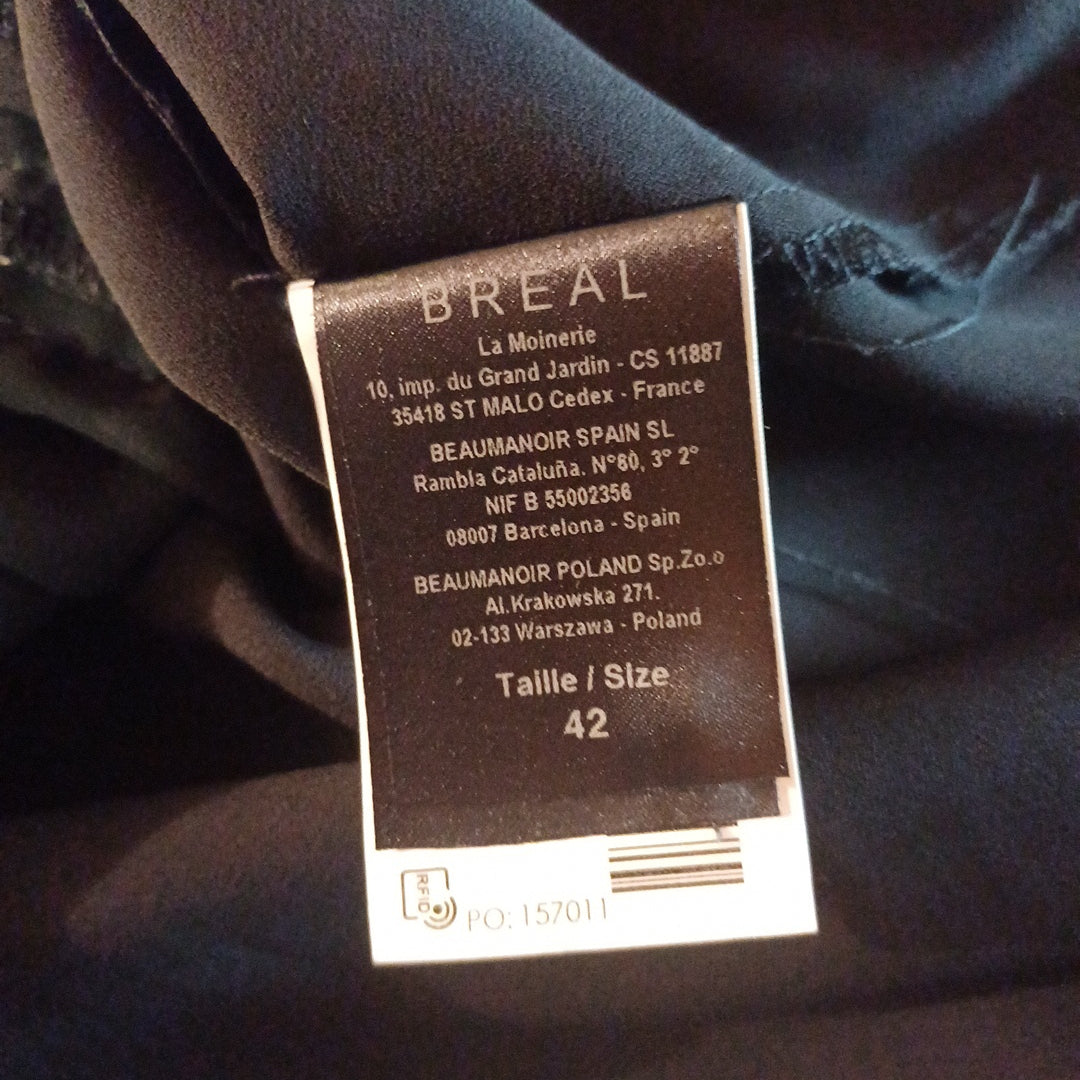 BREAL
La Moinerie
10, imp. du Grand Jardin - CS 11887
35418 ST MALO Cedex - France
BEAUMANOIR SPAIN SL
Rambla Cataluña. N°60, 3° 2°
NIF B 55002356
08007 Barcelona - Spain
BEAUMANOIR POLAND Sp.Zo.o
Al.Krakowska 271.
02-133 Warszawa - Poland
Taille / Size
42
RFID
PO: 157011